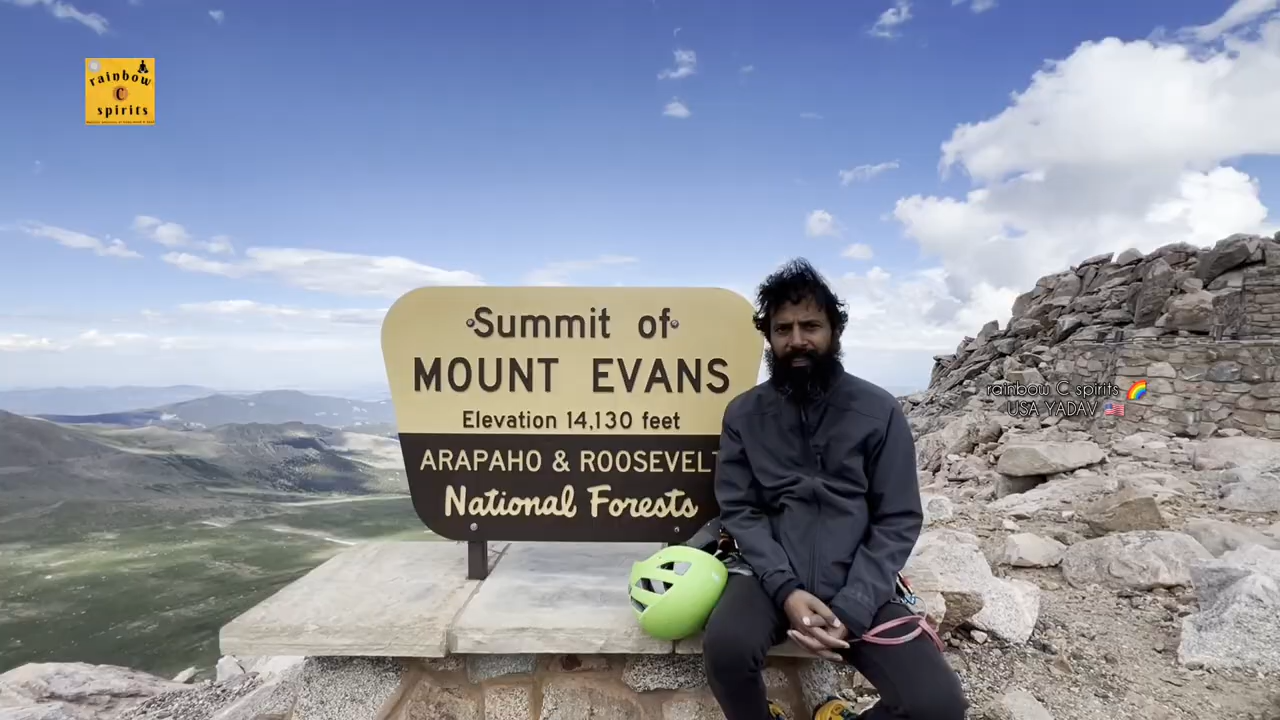 rainbow
C
spirits
Summit of
MOUNT EVANS
Elevation 14,130 feet
ARAPAHO & ROOSEVELT
National Forests
rainbow C spirits 🌈
USA YADAV 🇺🇸